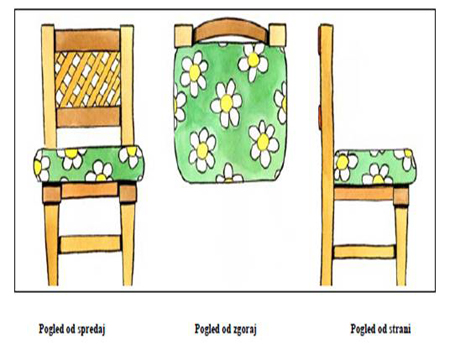 Pogled od spredaj
Pogled od zgoraj
Pogled od strani